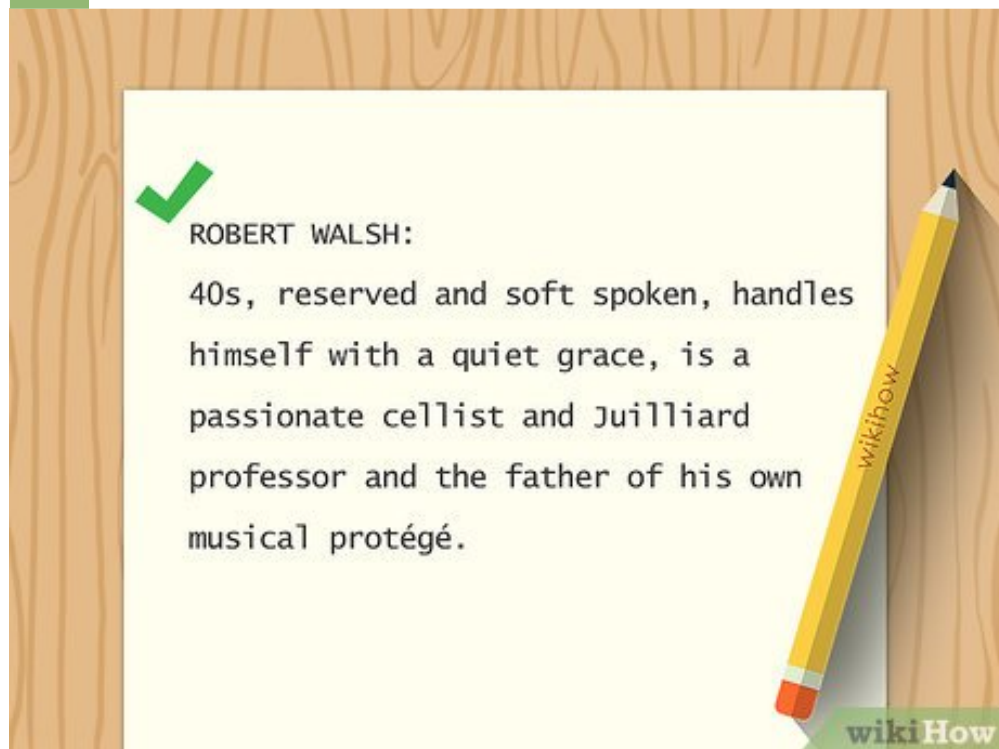 ROBERT WALSH:
40s, reserved and soft spoken, handles
himself with a quiet grace, is a
passionate cellist and Juilliard
professor and the father of his own
musical protégé.
wikihow
wikiHow